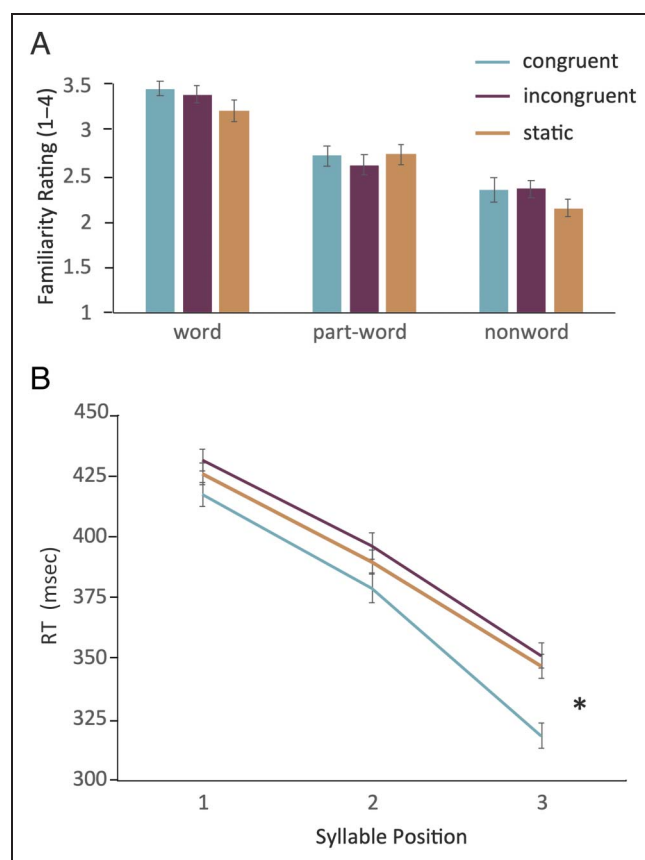 A
congruent
incongruent
static
Familiarity Rating (1–4)
3.5
3
2.5
2
1.5
1
word part-word nonword
B
RT (msec)
450
425
400
375
350
325
300
*
1 2 3
Syllable Position